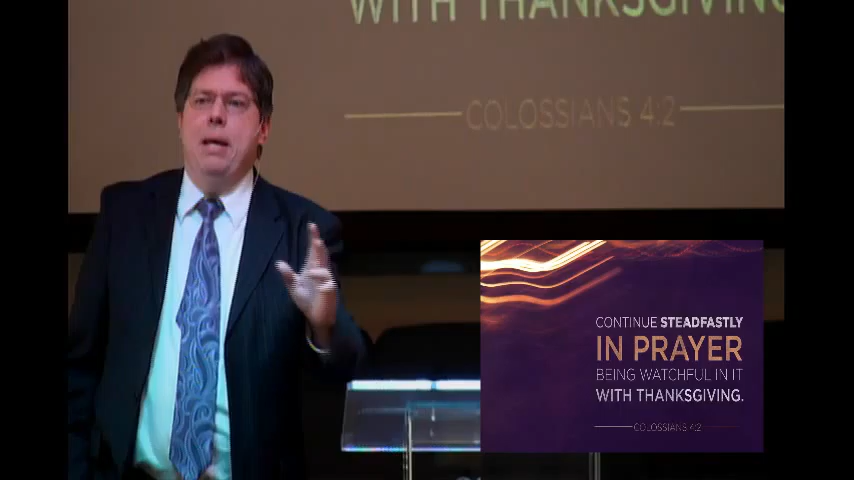 WITH THANKSGIVING
COLOSSIANS 4:2
CONTINUE STEADFASTLY
IN PRAYER
BEING WATCHFUL IN IT
WITH THANKSGIVING.
COLOSSIANS 4:2